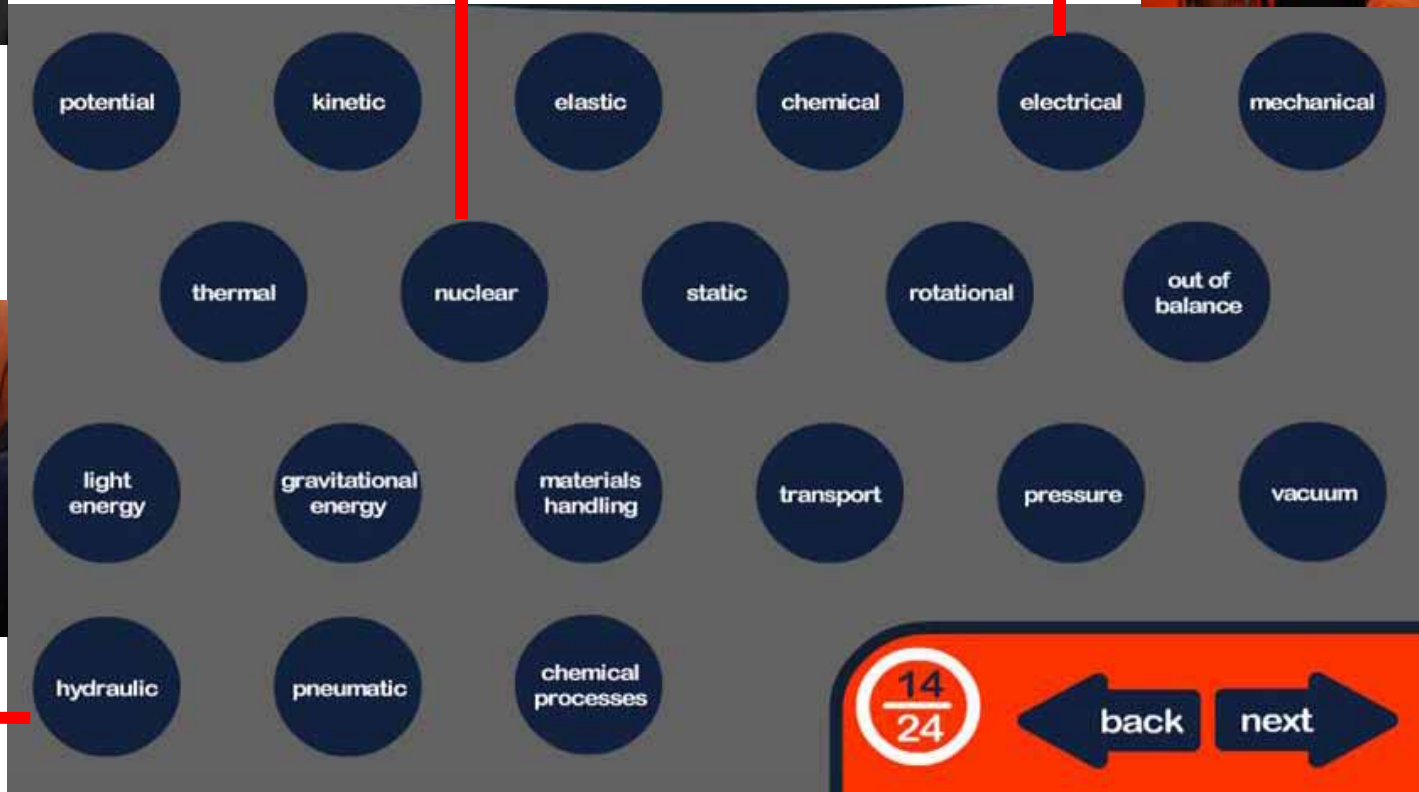 potential
kinetic
elastic
chemical
electrical
mechanical
thermal
nuclear
static
rotational
out of
balance
light
energy
gravitational
energy
materials
handling
transport
pressure
vacuum
hydraulic
pneumatic
chemical
processes
14
24
back
next